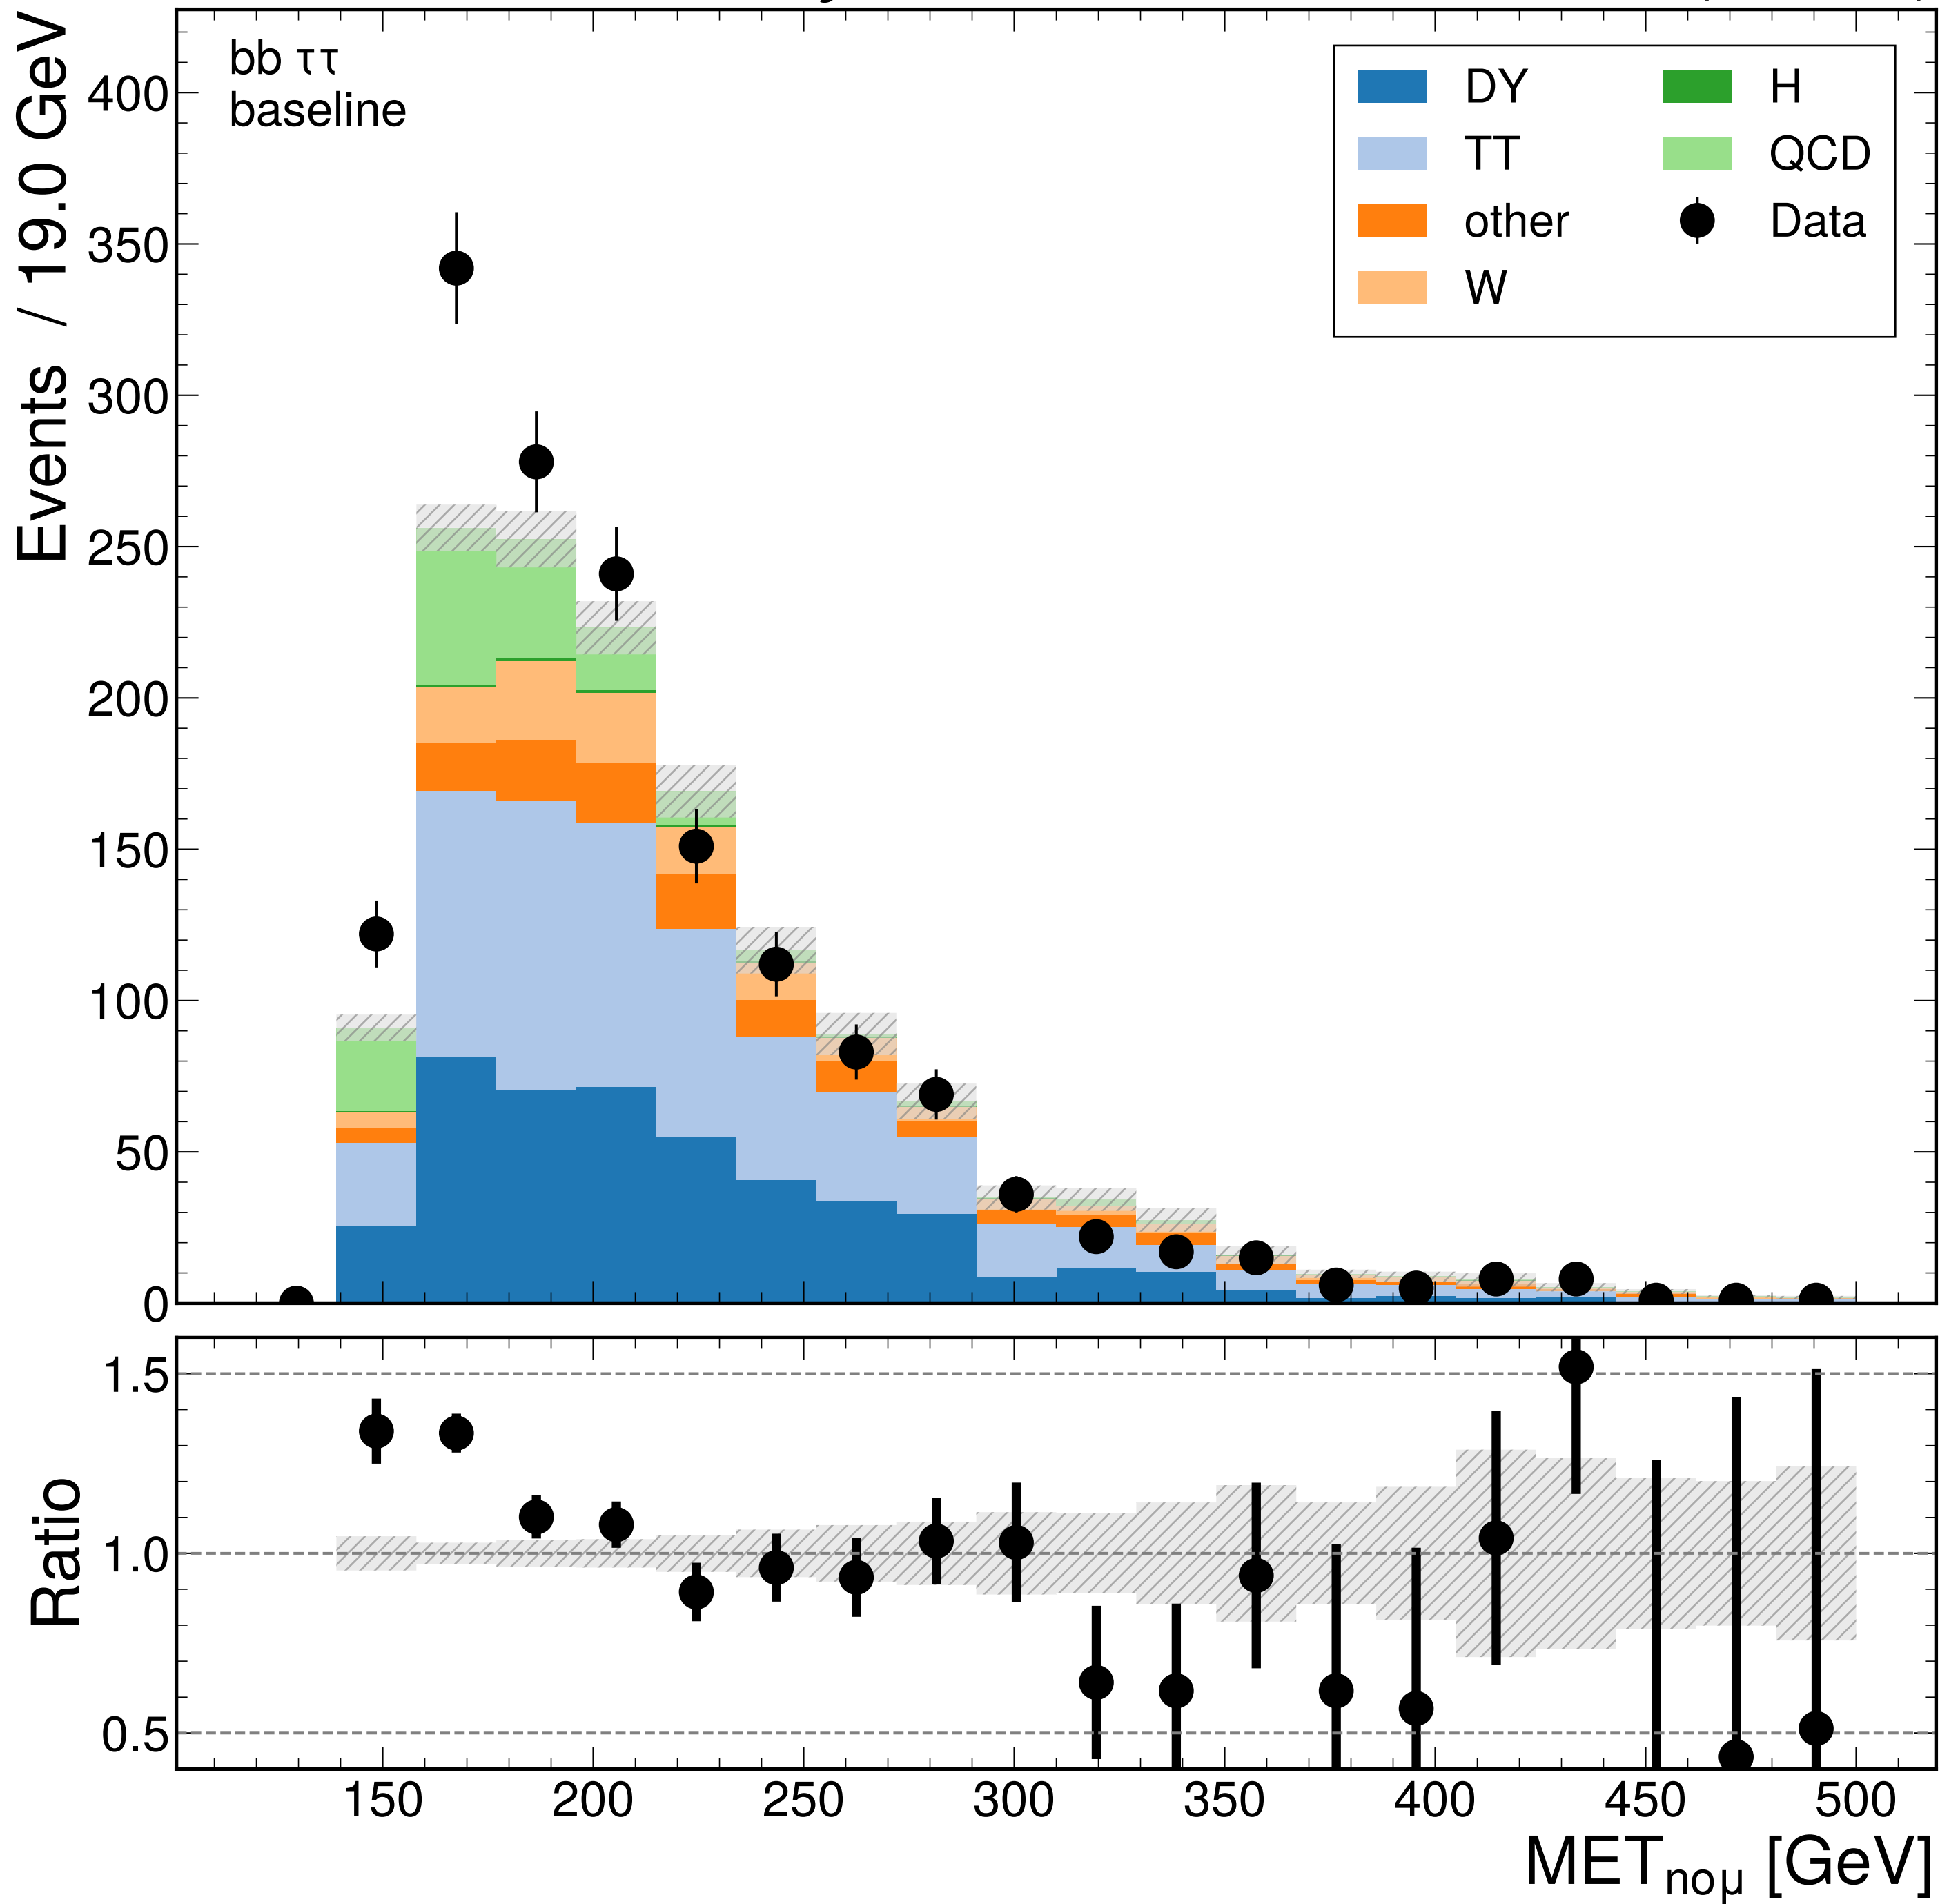 bb ττ
baseline
DY
TT
other
W
H
QCD
Data
Events / 19.0 GeV
400
350
300
250
200
150
100
50
0
Ratio
1.5
1.0
0.5
150 200 250 300 350 400 450 500
MET_noμ [GeV]